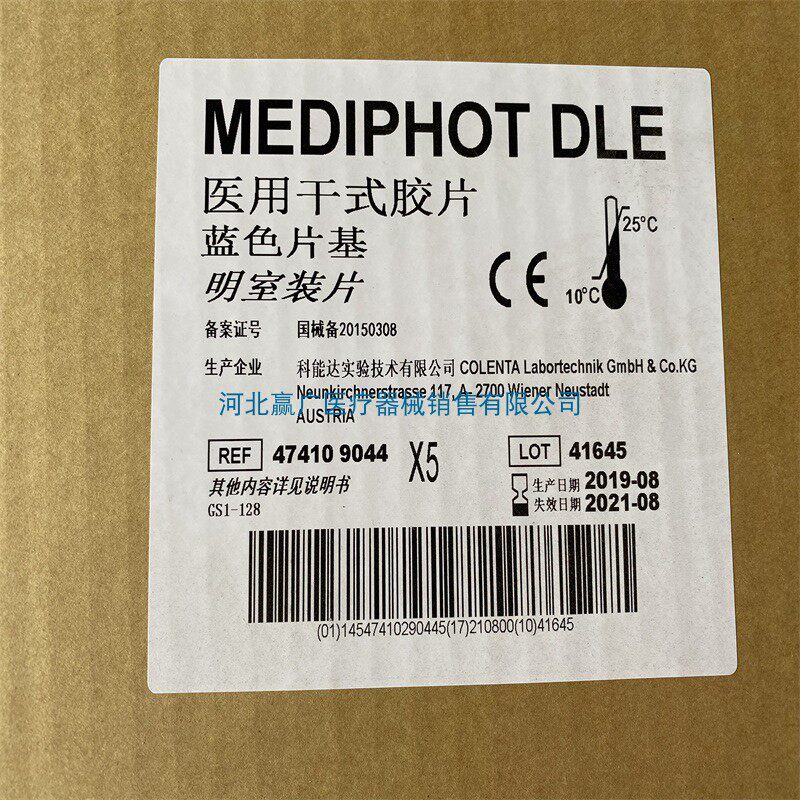 MEDIPHOT DLE
医用干式胶片
蓝色片基
明室装片
25°C
10°C
CE
备案证号 国械备20150308
生产企业 科能达实验技术有限公司 COLENTA Labortechnik GmbH & Co.KG
Neunkirchnerstrasse 117, A- 2700 Wiener Neustadt
河北赢广医疗器械销售有限公司
AUSTRIA
REF 47410 9044 X5
LOT 41645
其他内容详见说明书
生产日期 2019-08
失效日期 2021-08
GS1-128
(01)14547410290445(17)210800(10)41645